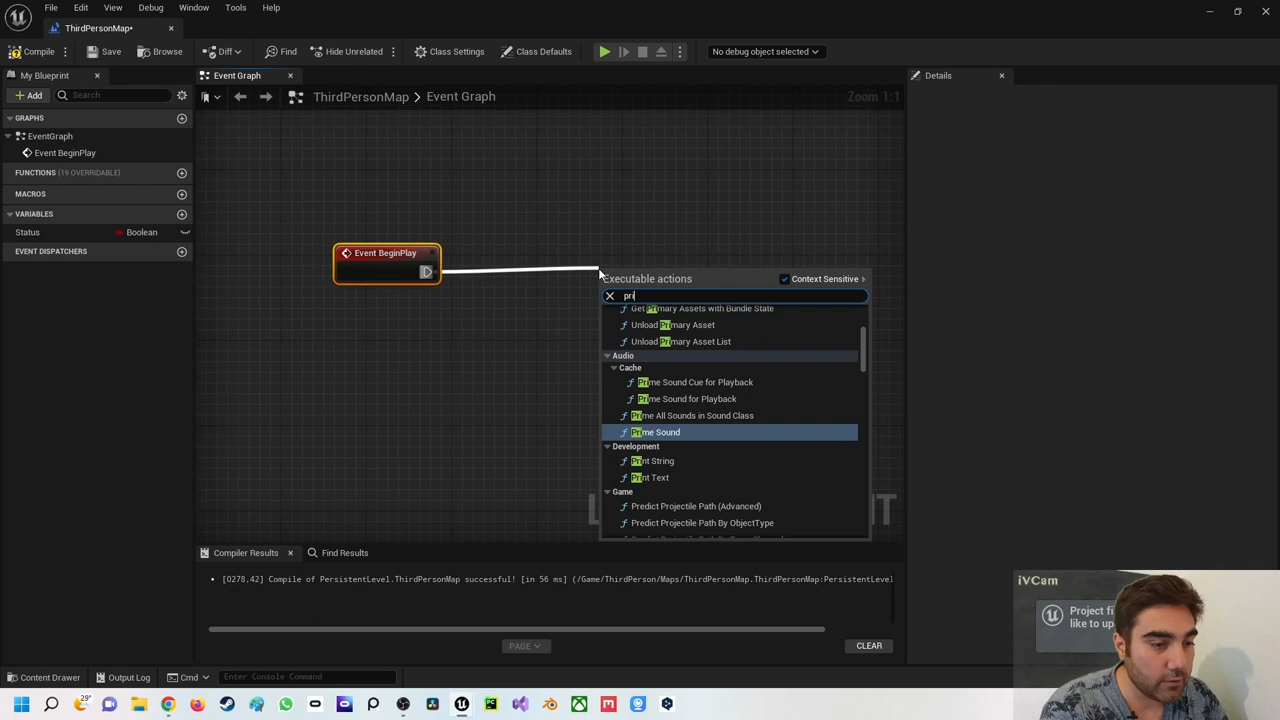 File Edit View Debug Window Tools Help
ThirdPersonMap*
Compile Save Browse Diff Find Hide Unrelated Class Settings Class Defaults No debug object selected
My Blueprint
Event Graph
Details
Add Search
ThirdPersonMap > Event Graph
Zoom 1:1
GRAPHS
EventGraph
Event BeginPlay
FUNCTIONS (19 OVERRIDABLE)
MACROS
VARIABLES
Status Boolean
EVENT DISPATCHERS
Event BeginPlay
Executable actions
Context Sensitive
pri
Get Primary Assets with Bundle State
Unload Primary Asset
Unload Primary Asset List
Audio
Cache
Prime Sound Cue for Playback
Prime Sound for Playback
Prime All Sounds in Sound Class
Prime Sound
Development
Print String
Print Text
Game
Predict Projectile Path (Advanced)
Predict Projectile Path By ObjectType
Compiler Results
Find Results
[0278.42] Compile of PersistentLevel.ThirdPersonMap successful! [in 56 ms] (/Game/ThirdPerson/Maps/ThirdPersonMap.ThirdPersonMap:PersistentLevel
PAGE
CLEAR
iVCam
Project fi
like to up
Content Drawer Output Log Cmd Enter Console Command
29°